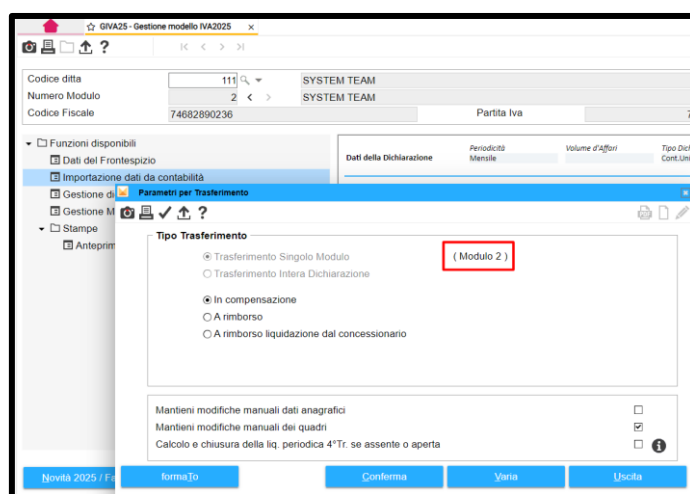 GIVA25 - Gestione modello IVA2025 x
Codice ditta 111 SYSTEM TEAM
Numero Modulo 2 < > SYSTEM TEAM
Codice Fiscale 74682890236 Partita Iva 7
Funzioni disponibili
Dati del Frontespizio
Importazione dati da contabilità
Gestione di
Gestione M
Stampe
Anteprim
Dati della Dichiarazione
Periodicità
Mensile
Volume d'Affari
Tipo Dich
Cont.Uni
Parametri per Trasferimento
Tipo Trasferimento
Trasferimento Singolo Modulo ( Modulo 2 )
Trasferimento Intera Dichiarazione
In compensazione
A rimborso
A rimborso liquidazione dal concessionario
Mantieni modifiche manuali dati anagrafici
Mantieni modifiche manuali dei quadri
Calcolo e chiusura della liq. periodica 4°Tr. se assente o aperta
Novità 2025 / Fa formaTo Conferma Varia Uscita